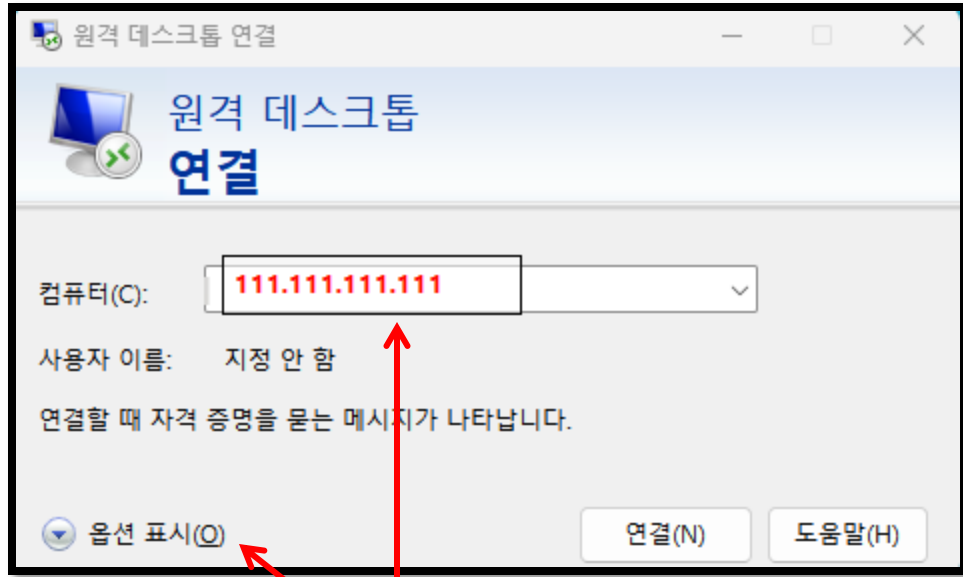 원격 데스크톱 연결
원격 데스크톱
연결
컴퓨터(C):
111.111.111.111
사용자 이름:
지정 안 함
연결할 때 자격 증명을 묻는 메시지가 나타납니다.
옵션 표시(O)
연결(N)
도움말(H)